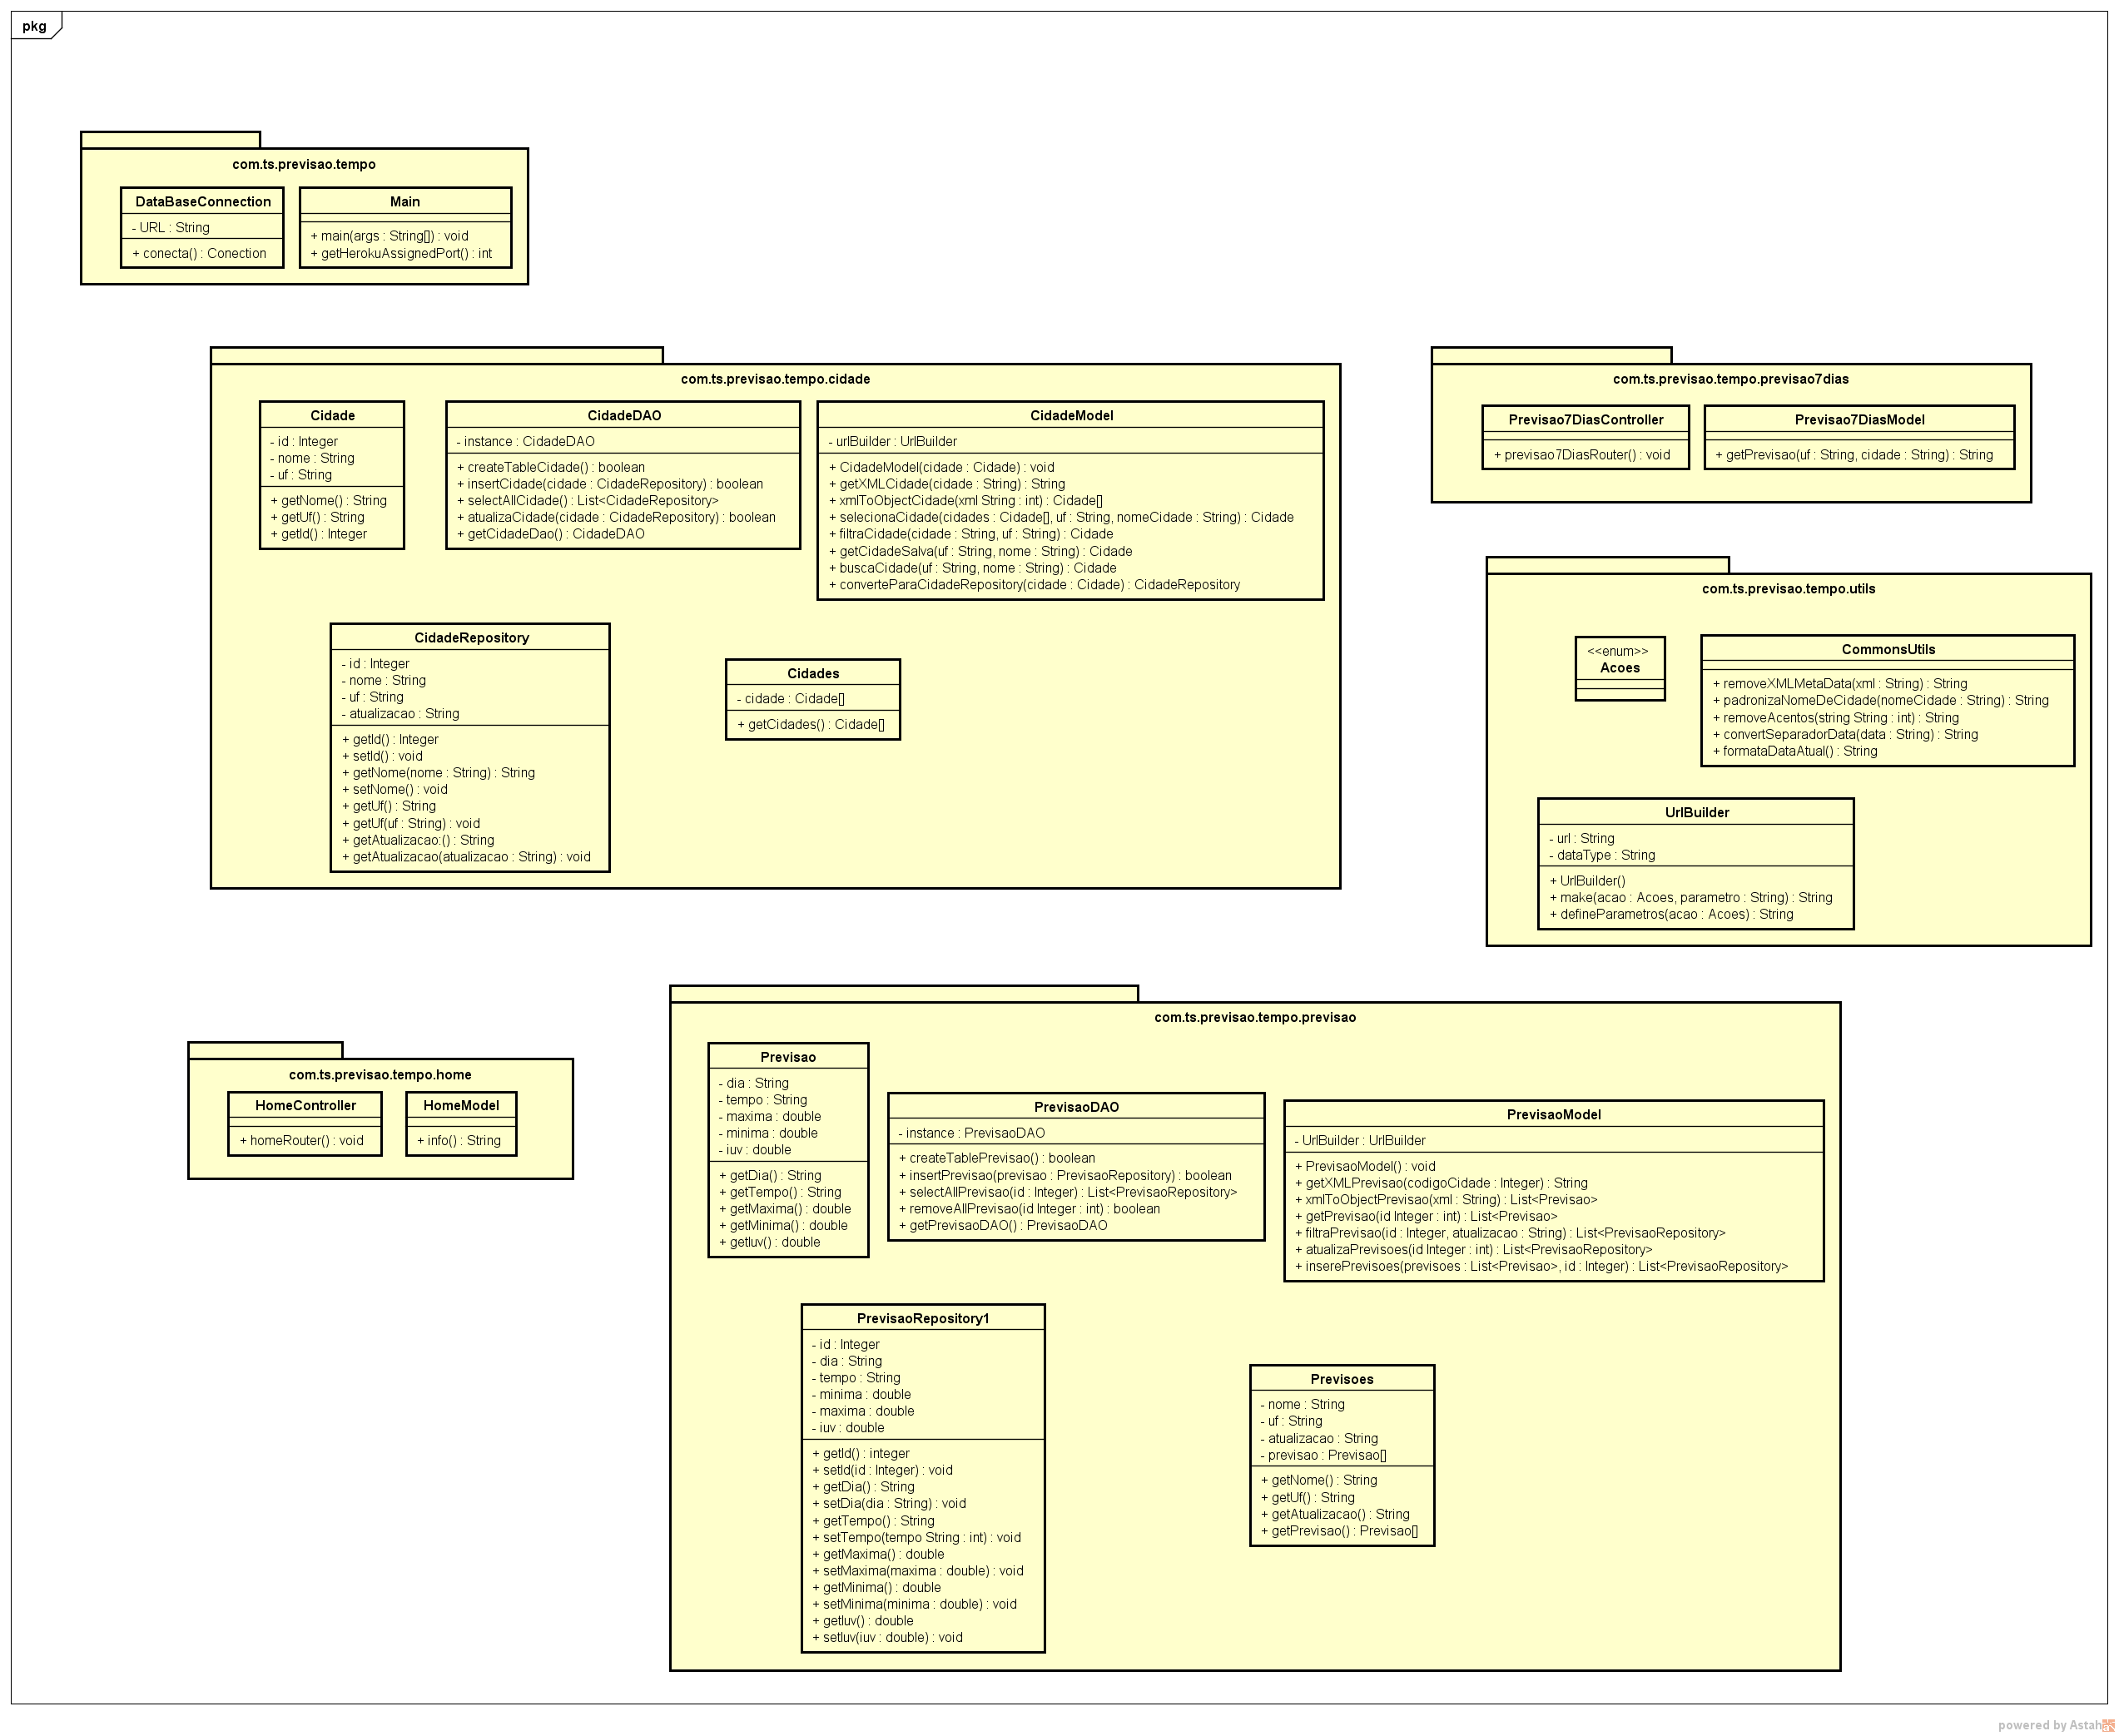 pkg
com.ts.previsao.tempo
DataBaseConnection
- URL : String
+ conecta() : Conection
Main
+ main(args : String[]) : void
+ getHerokuAssignedPort() : int
com.ts.previsao.tempo.cidade
Cidade
- id : Integer
- nome : String
- uf : String
+ getNome() : String
+ getUf() : String
+ getId() : Integer
CidadeDAO
- instance : CidadeDAO
+ createTableCidade() : boolean
+ insertCidade(cidade : CidadeRepository) : boolean
+ selectAllCidade() : List<CidadeRepository>
+ atualizaCidade(cidade : CidadeRepository) : boolean
+ getCidadeDao() : CidadeDAO
CidadeModel
- urlBuilder : UrlBuilder
+ CidadeModel(cidade : Cidade) : void
+ getXMLCidade(cidade : String) : String
+ xmlToObjectCidade(xml String : int) : Cidade[]
+ selecionaCidade(cidades : Cidade[], uf : String, nomeCidade : String) : Cidade
+ filtraCidade(cidade : String, uf : String) : Cidade
+ getCidadeSalva(uf : String, nome : String) : Cidade
+ buscaCidade(uf : String, nome : String) : Cidade
+ converteParaCidadeRepository(cidade : Cidade) : CidadeRepository
CidadeRepository
- id : Integer
- nome : String
- uf : String
- atualizacao : String
+ getId() : Integer
+ setId() : void
+ getNome(nome : String) : String
+ setNome() : void
+ getUf() : String
+ getUf(uf : String) : void
+ getAtualizacao:() : String
+ getAtualizacao(atualizacao : String) : void
Cidades
- cidade : Cidade[]
+ getCidades() : Cidade[]
com.ts.previsao.tempo.previsao7dias
Previsao7DiasController
+ previsao7DiasRouter() : void
Previsao7DiasModel
+ getPrevisao(uf : String, cidade : String) : String
com.ts.previsao.tempo.utils
<<enum>>
Acoes
CommonsUtils
+ removeXMLMetaData(xml : String) : String
+ padronizaNomeDeCidade(nomeCidade : String) : String
+ removeAcentos(string String : int) : String
+ convertSeparadorData(data : String) : String
+ formataDataAtual() : String
UrlBuilder
- url : String
- dataType : String
+ UrlBuilder()
+ make(acao : Acoes, parametro : String) : String
+ defineParametros(acao : Acoes) : String
com.ts.previsao.tempo.home
HomeController
+ homeRouter() : void
HomeModel
+ info() : String
com.ts.previsao.tempo.previsao
Previsao
- dia : String
- tempo : String
- maxima : double
- minima : double
- iuv : double
+ getDia() : String
+ getTempo() : String
+ getMaxima() : double
+ getMinima() : double
+ getIuv() : double
PrevisaoDAO
- instance : PrevisaoDAO
+ createTablePrevisao() : boolean
+ insertPrevisao(previsao : PrevisaoRepository) : boolean
+ selectAllPrevisao(id : Integer) : List<PrevisaoRepository>
+ removeAllPrevisao(id Integer : int) : boolean
+ getPrevisaoDAO() : PrevisaoDAO
PrevisaoModel
- UrlBuilder : UrlBuilder
+ PrevisaoModel() : void
+ getXMLPrevisao(codigoCidade : Integer) : String
+ xmlToObjectPrevisao(xml : String) : List<Previsao>
+ getPrevisao(id Integer : int) : List<Previsao>
+ filtraPrevisao(id : Integer, atualizacao : String) : List<PrevisaoRepository>
+ atualizaPrevisoes(id Integer : int) : List<PrevisaoRepository>
+ inserePrevisoes(previsoes : List<Previsao>, id : Integer) : List<PrevisaoRepository>
PrevisaoRepository1
- id : Integer
- dia : String
- tempo : String
- minima : double
- maxima : double
- iuv : double
+ getId() : integer
+ setId(id : Integer) : void
+ getDia() : String
+ setDia(dia : String) : void
+ getTempo() : String
+ setTempo(tempo String : int) : void
+ getMaxima() : double
+ setMaxima(maxima : double) : void
+ getMinima() : double
+ setMinima(minima : double) : void
+ getIuv() : double
+ setIuv(iuv : double) : void
Previsoes
- nome : String
- uf : String
- atualizacao : String
- previsao : Previsao[]
+ getNome() : String
+ getUf() : String
+ getAtualizacao() : String
+ getPrevisao() : Previsao[]
powered by Astah